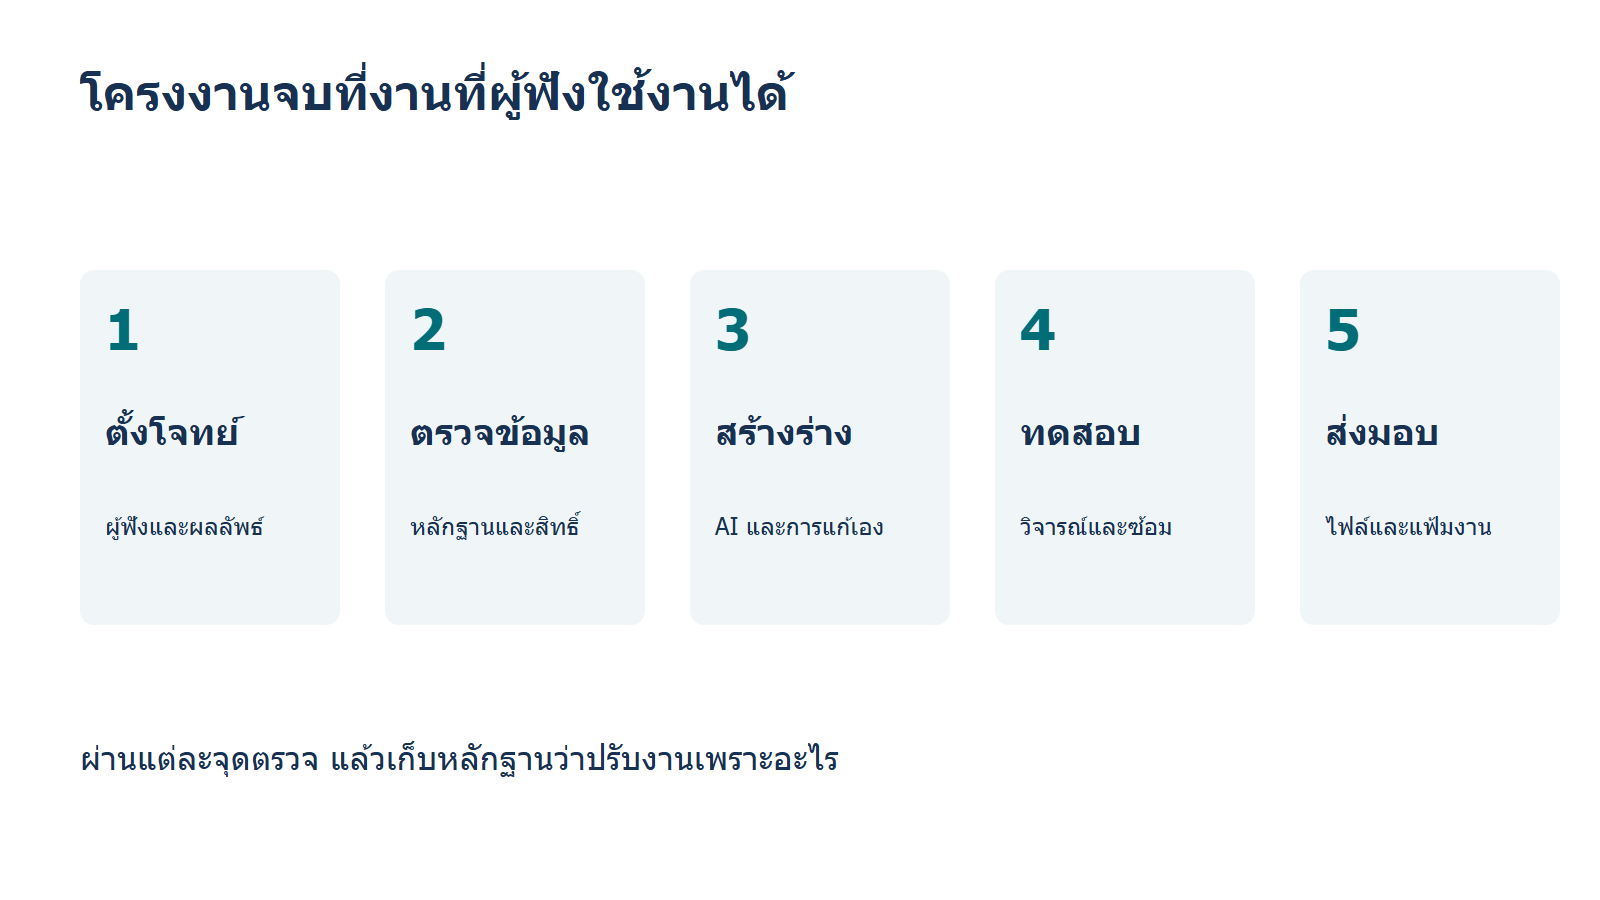 โครงงานจบที่งานที่ผู้ฟังใช้งานได้
1
ตั้งโจทย์
ผู้ฟังและผลลัพธ์
2
ตรวจข้อมูล
หลักฐานและสิทธิ์
3
สร้างร่าง
AI และการแก้เอง
4
ทดสอบ
วิจารณ์และซ้อม
5
ส่งมอบ
ไฟล์และแฟ้มงาน
ผ่านแต่ละจุดตรวจ แล้วเก็บหลักฐานว่าปรับงานเพราะอะไร